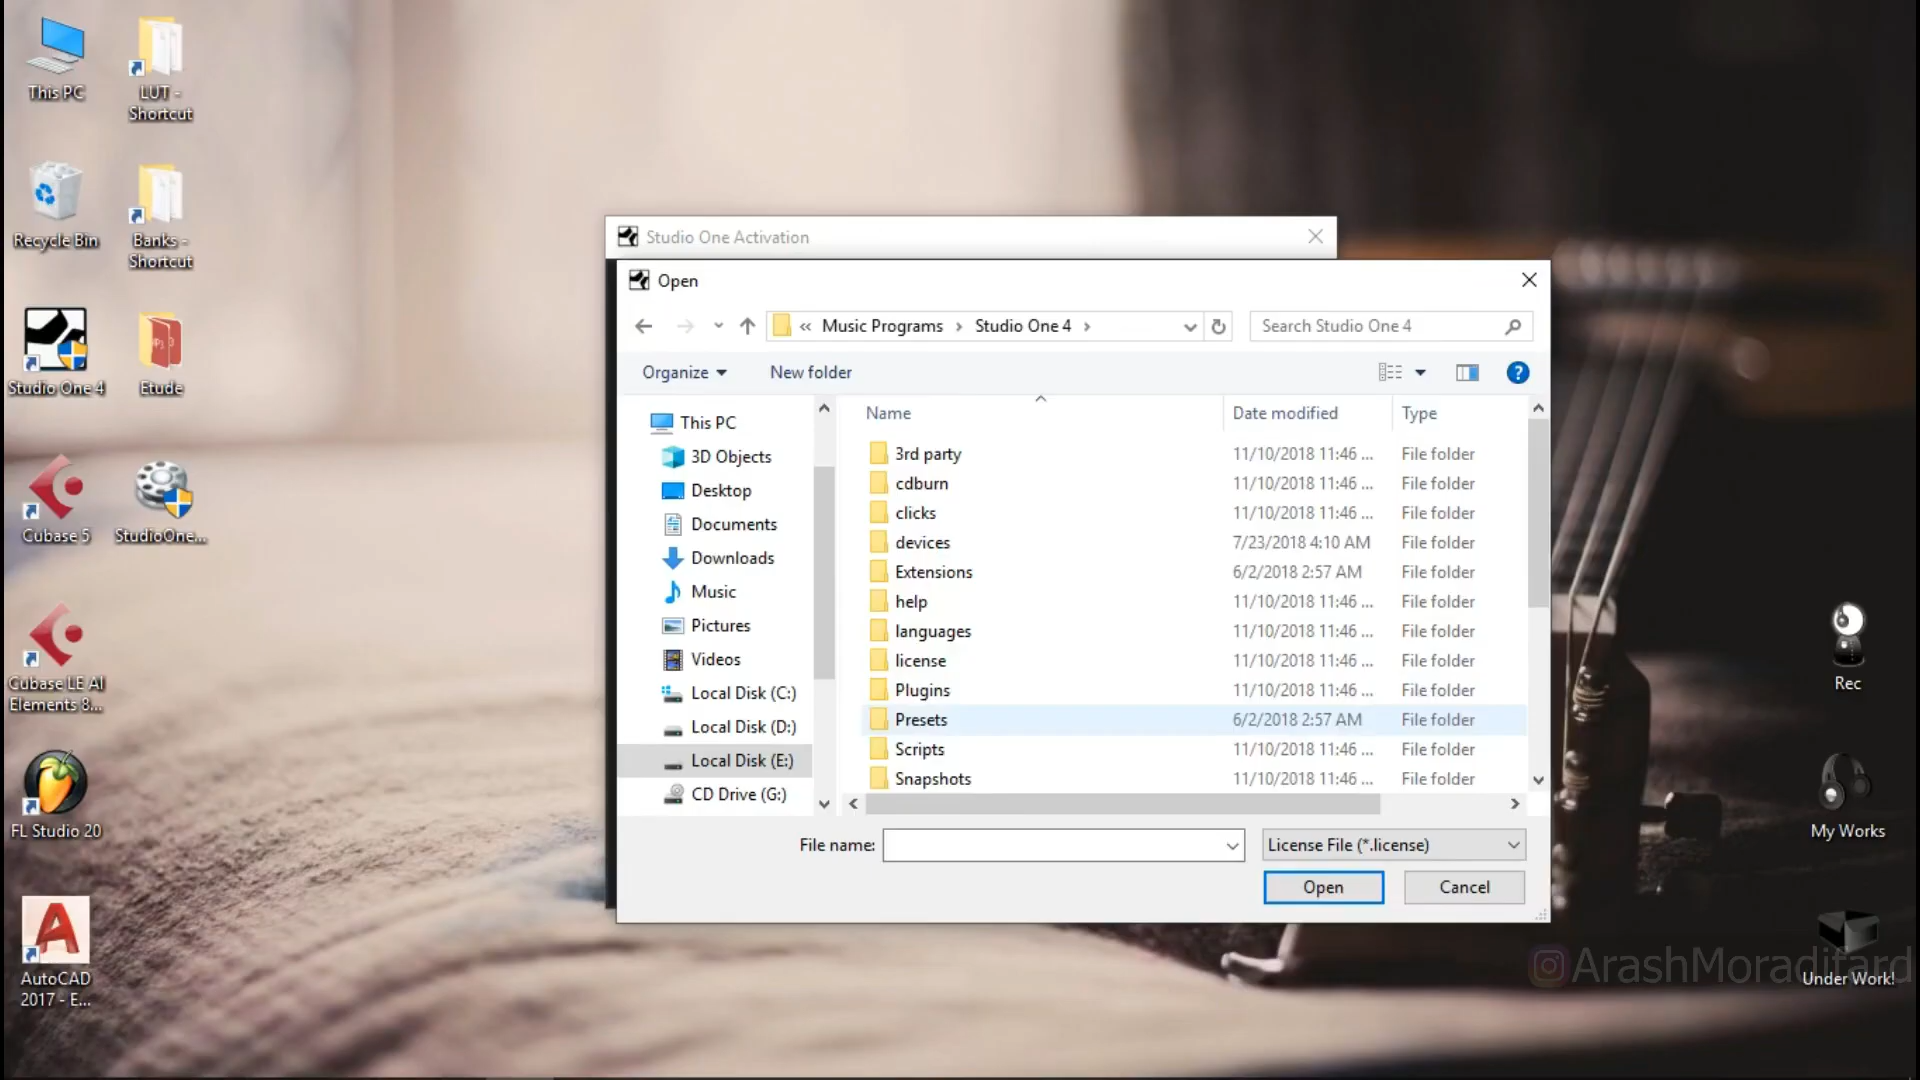 This PC
LUT -
Shortcut
Recycle Bin
Banks -
Shortcut
Studio One 4
Etude
Cubase 5
StudioOne...
Cubase LE AI
Elements 8...
FL Studio 20
AutoCAD
2017 - E...
Studio One Activation
Open
« Music Programs › Studio One 4 ›
Search Studio One 4
Organize
New folder
This PC
3D Objects
Desktop
Documents
Downloads
Music
Pictures
Videos
Local Disk (C:)
Local Disk (D:)
Local Disk (E:)
CD Drive (G:)
Name Date modified Type
3rd party 11/10/2018 11:46 ... File folder
cdburn 11/10/2018 11:46 ... File folder
clicks 11/10/2018 11:46 ... File folder
devices 7/23/2018 4:10 AM File folder
Extensions 6/2/2018 2:57 AM File folder
help 11/10/2018 11:46 ... File folder
languages 11/10/2018 11:46 ... File folder
license 11/10/2018 11:46 ... File folder
Plugins 11/10/2018 11:46 ... File folder
Presets 6/2/2018 2:57 AM File folder
Scripts 11/10/2018 11:46 ... File folder
Snapshots 11/10/2018 11:46 ... File folder
File name:
License File (*.license)
Open
Cancel
Rec
My Works
ArashMoradifard
Under Work!